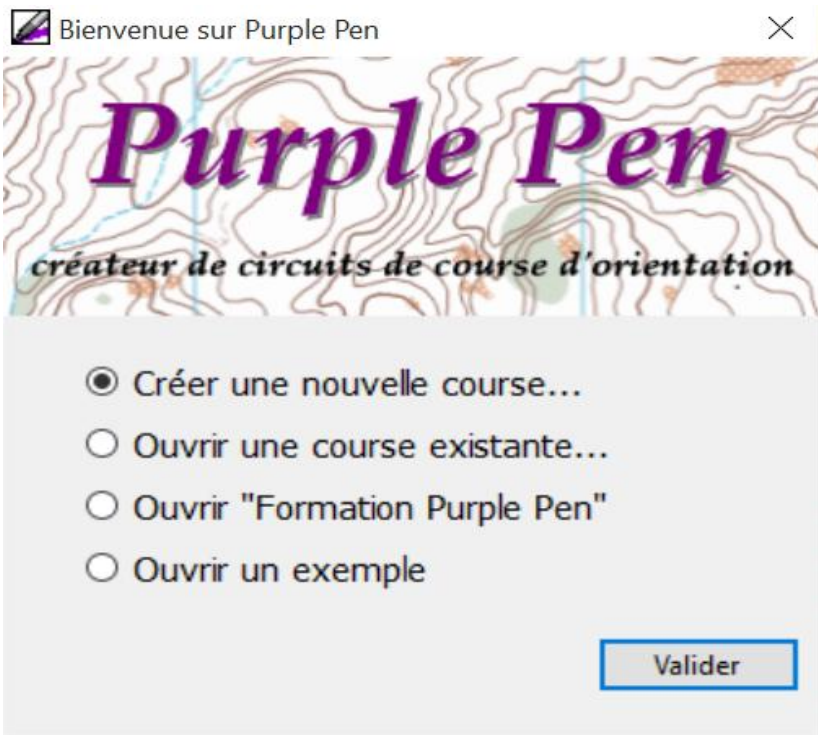 Bienvenue sur Purple Pen
Purple Pen
créateur de circuits de course d'orientation
Créer une nouvelle course...
Ouvrir une course existante...
Ouvrir "Formation Purple Pen"
Ouvrir un exemple
Valider